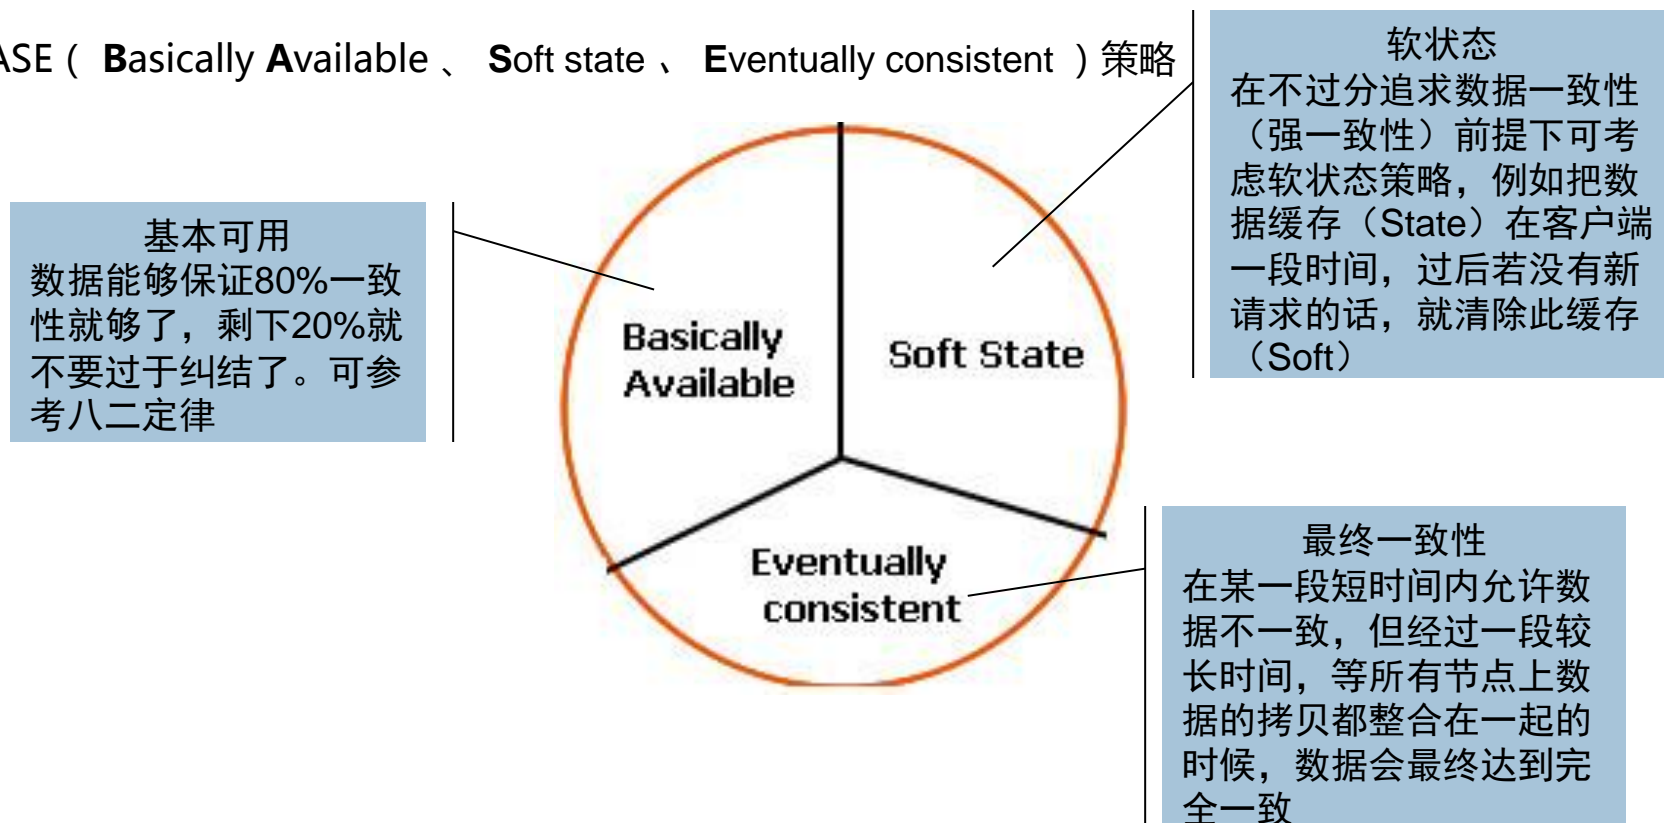 ASE（ Basically Available 、 Soft state 、 Eventually consistent ）策略
软状态
在不过分追求数据一致性
（强一致性）前提下可考
虑软状态策略，例如把数
据缓存（State）在客户端
一段时间，过后若没有新
请求的话，就清除此缓存
（Soft）
基本可用
数据能够保证80%一致
性就够了，剩下20%就
不要过于纠结了。可参
考八二定律
Basically
Available
Soft State
Eventually
consistent
最终一致性
在某一段短时间内允许数
据不一致，但经过一段较
长时间，等所有节点上数
据的拷贝都整合在一起的
时候，数据会最终达到完
全一致